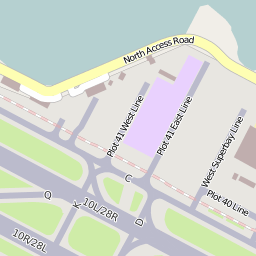 North Access Road
Plot 41 West Line
Plot 41 East Line
West Superbay Line
Plot 40 Line
C
Q
K
D
10L/28R
10R/28L